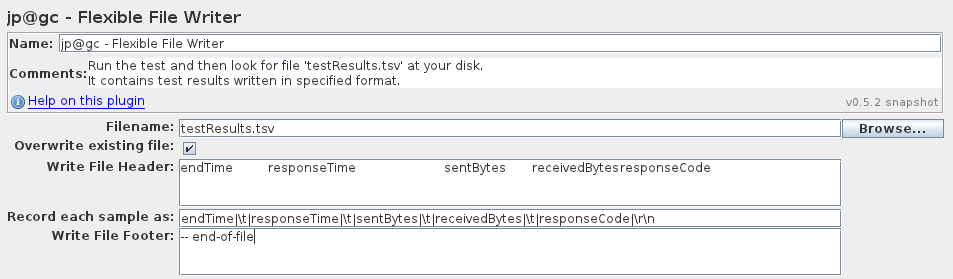 jp@gc - Flexible File Writer
Name: jp@gc - Flexible File Writer
Comments: Run the test and then look for file 'testResults.tsv' at your disk.
It contains test results written in specified format.
Help on this plugin v0.5.2 snapshot
Filename: testResults.tsv Browse...
Overwrite existing file:
Write File Header: endTime responseTime sentBytes receivedBytesresponseCode
Record each sample as: endTime|\t|responseTime|\t|sentBytes|\t|receivedBytes|\t|responseCode|\r\n
Write File Footer: -- end-of-file